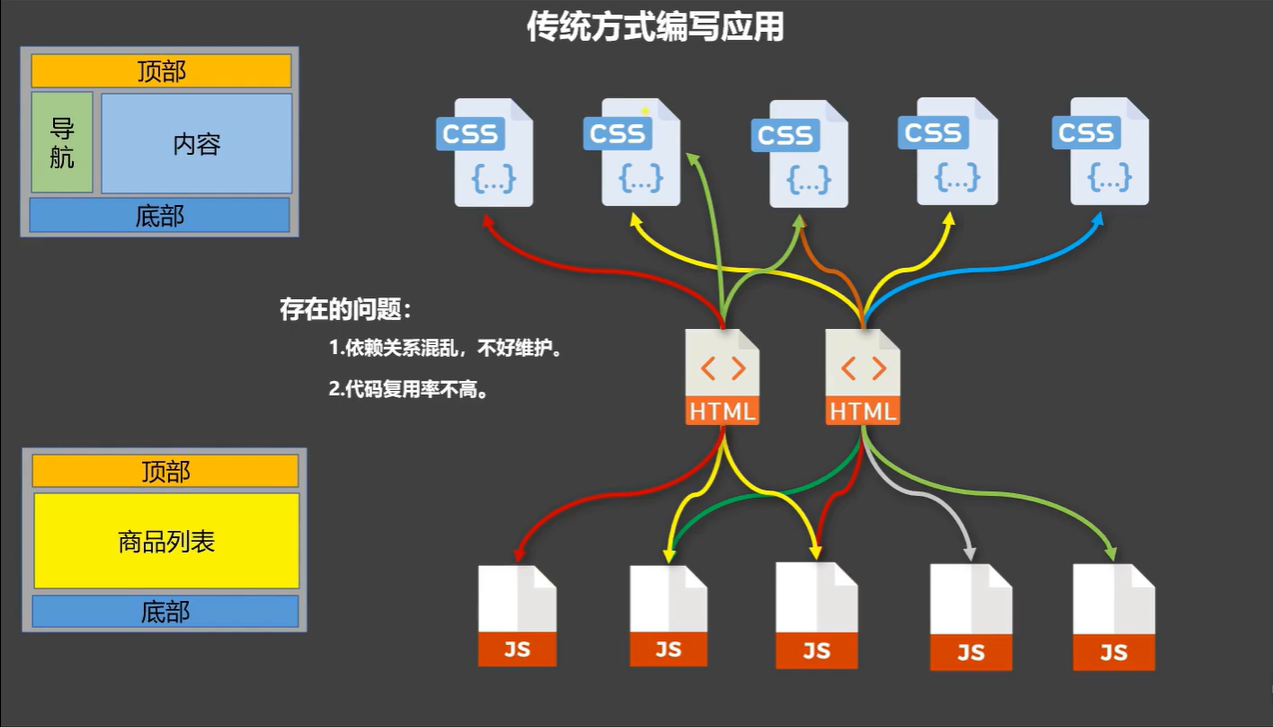 传统方式编写应用
顶部
导航
内容
底部
CSS
{...}
CSS
{...}
CSS
{...}
CSS
{...}
CSS
{...}
存在的问题：
1.依赖关系混乱，不好维护。
2.代码复用率不高。
< >
HTML
< >
HTML
顶部
商品列表
底部
JS
JS
JS
JS
JS